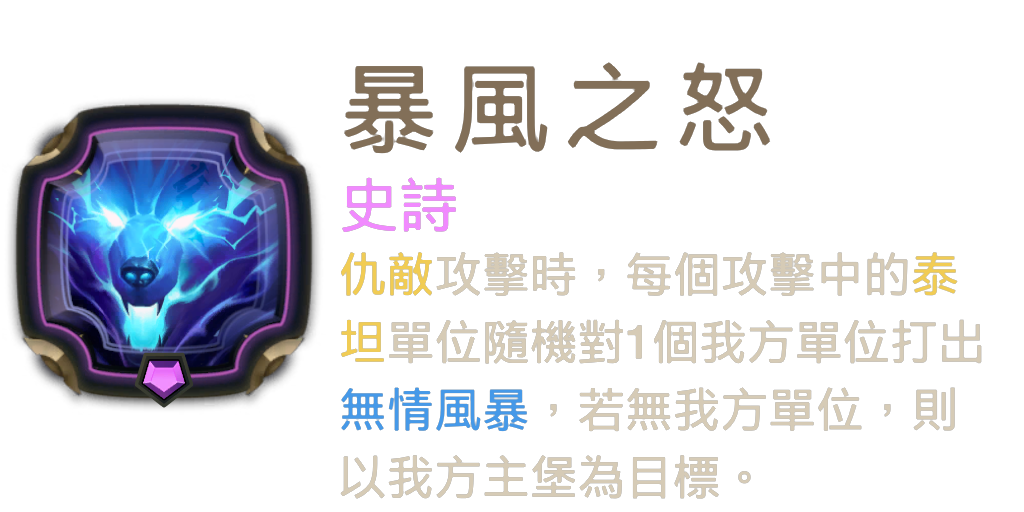 暴風之怒
史詩
仇敵攻擊時，每個攻擊中的泰
坦單位隨機對1個我方單位打出
無情風暴，若無我方單位，則
以我方主堡為目標。